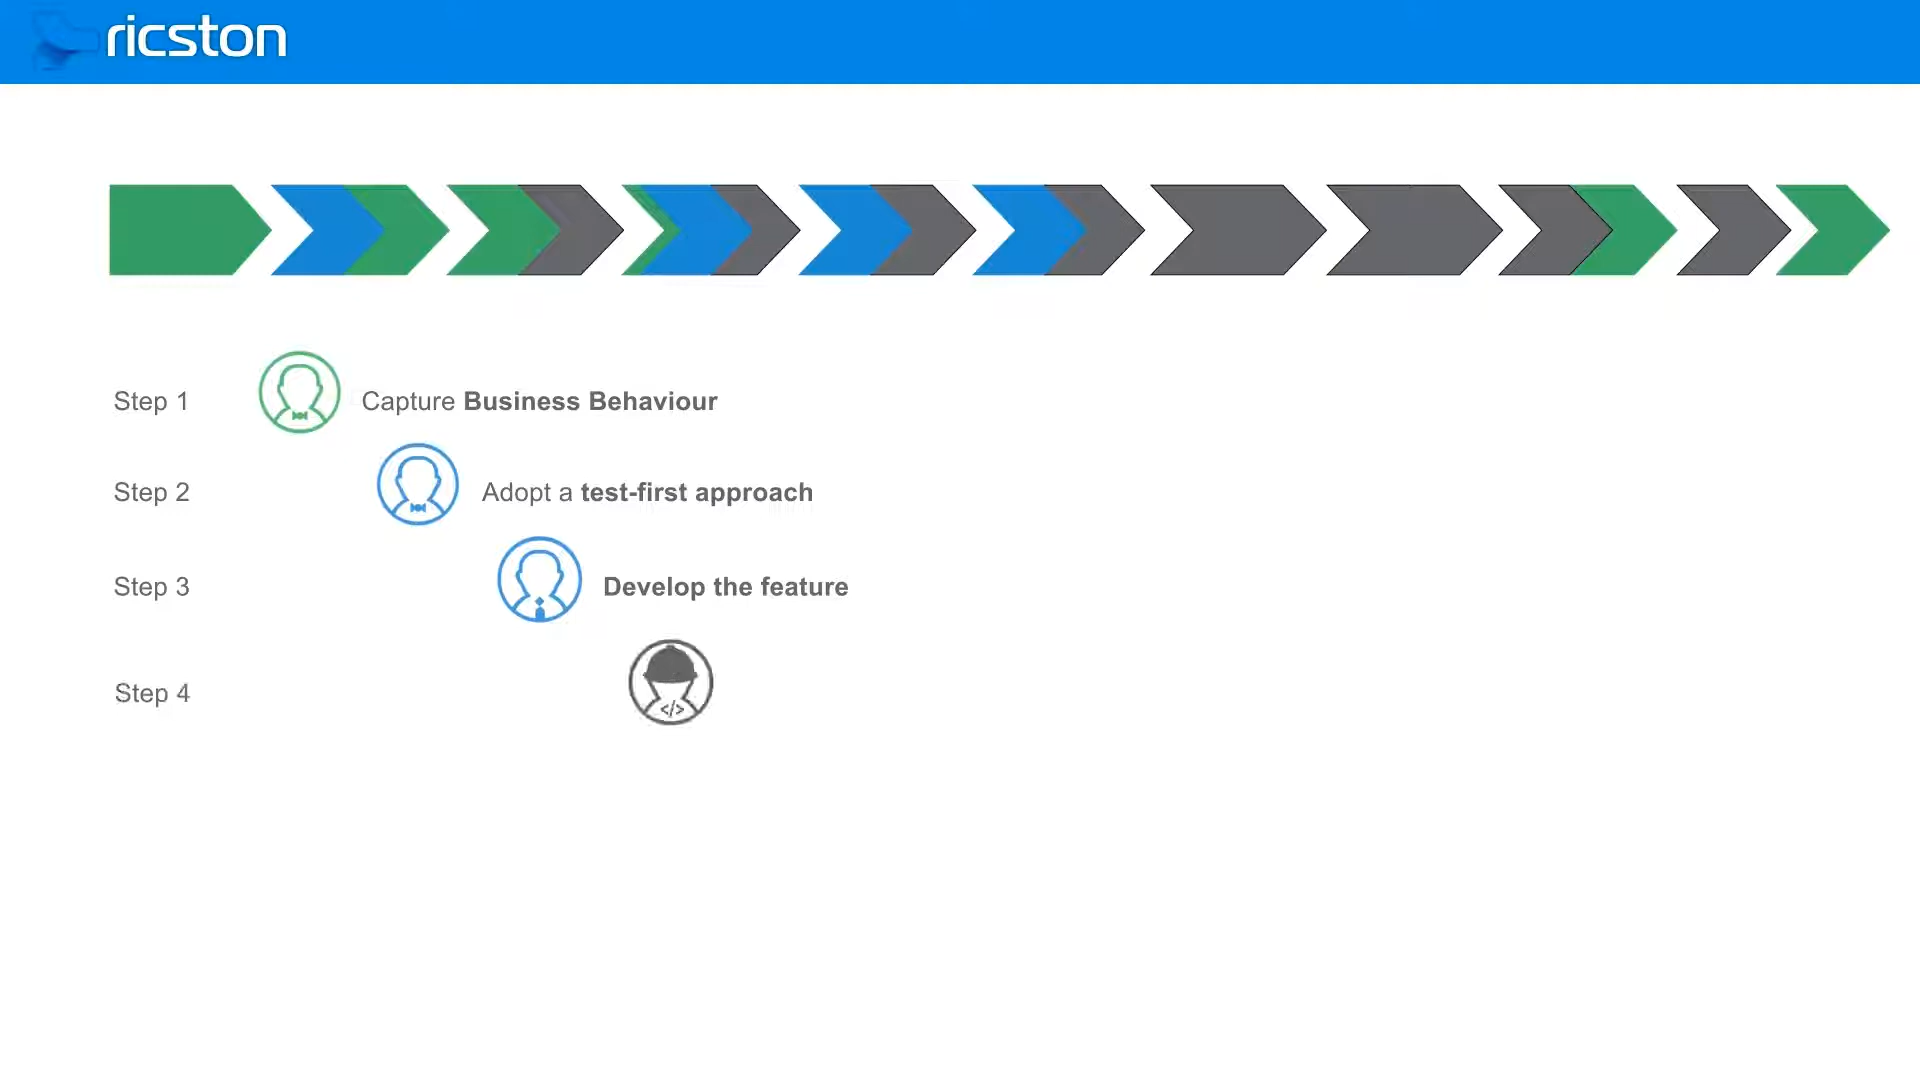 ricston
Step 1 Capture Business Behaviour
Step 2 Adopt a test-first approach
Step 3 Develop the feature
Step 4 </>